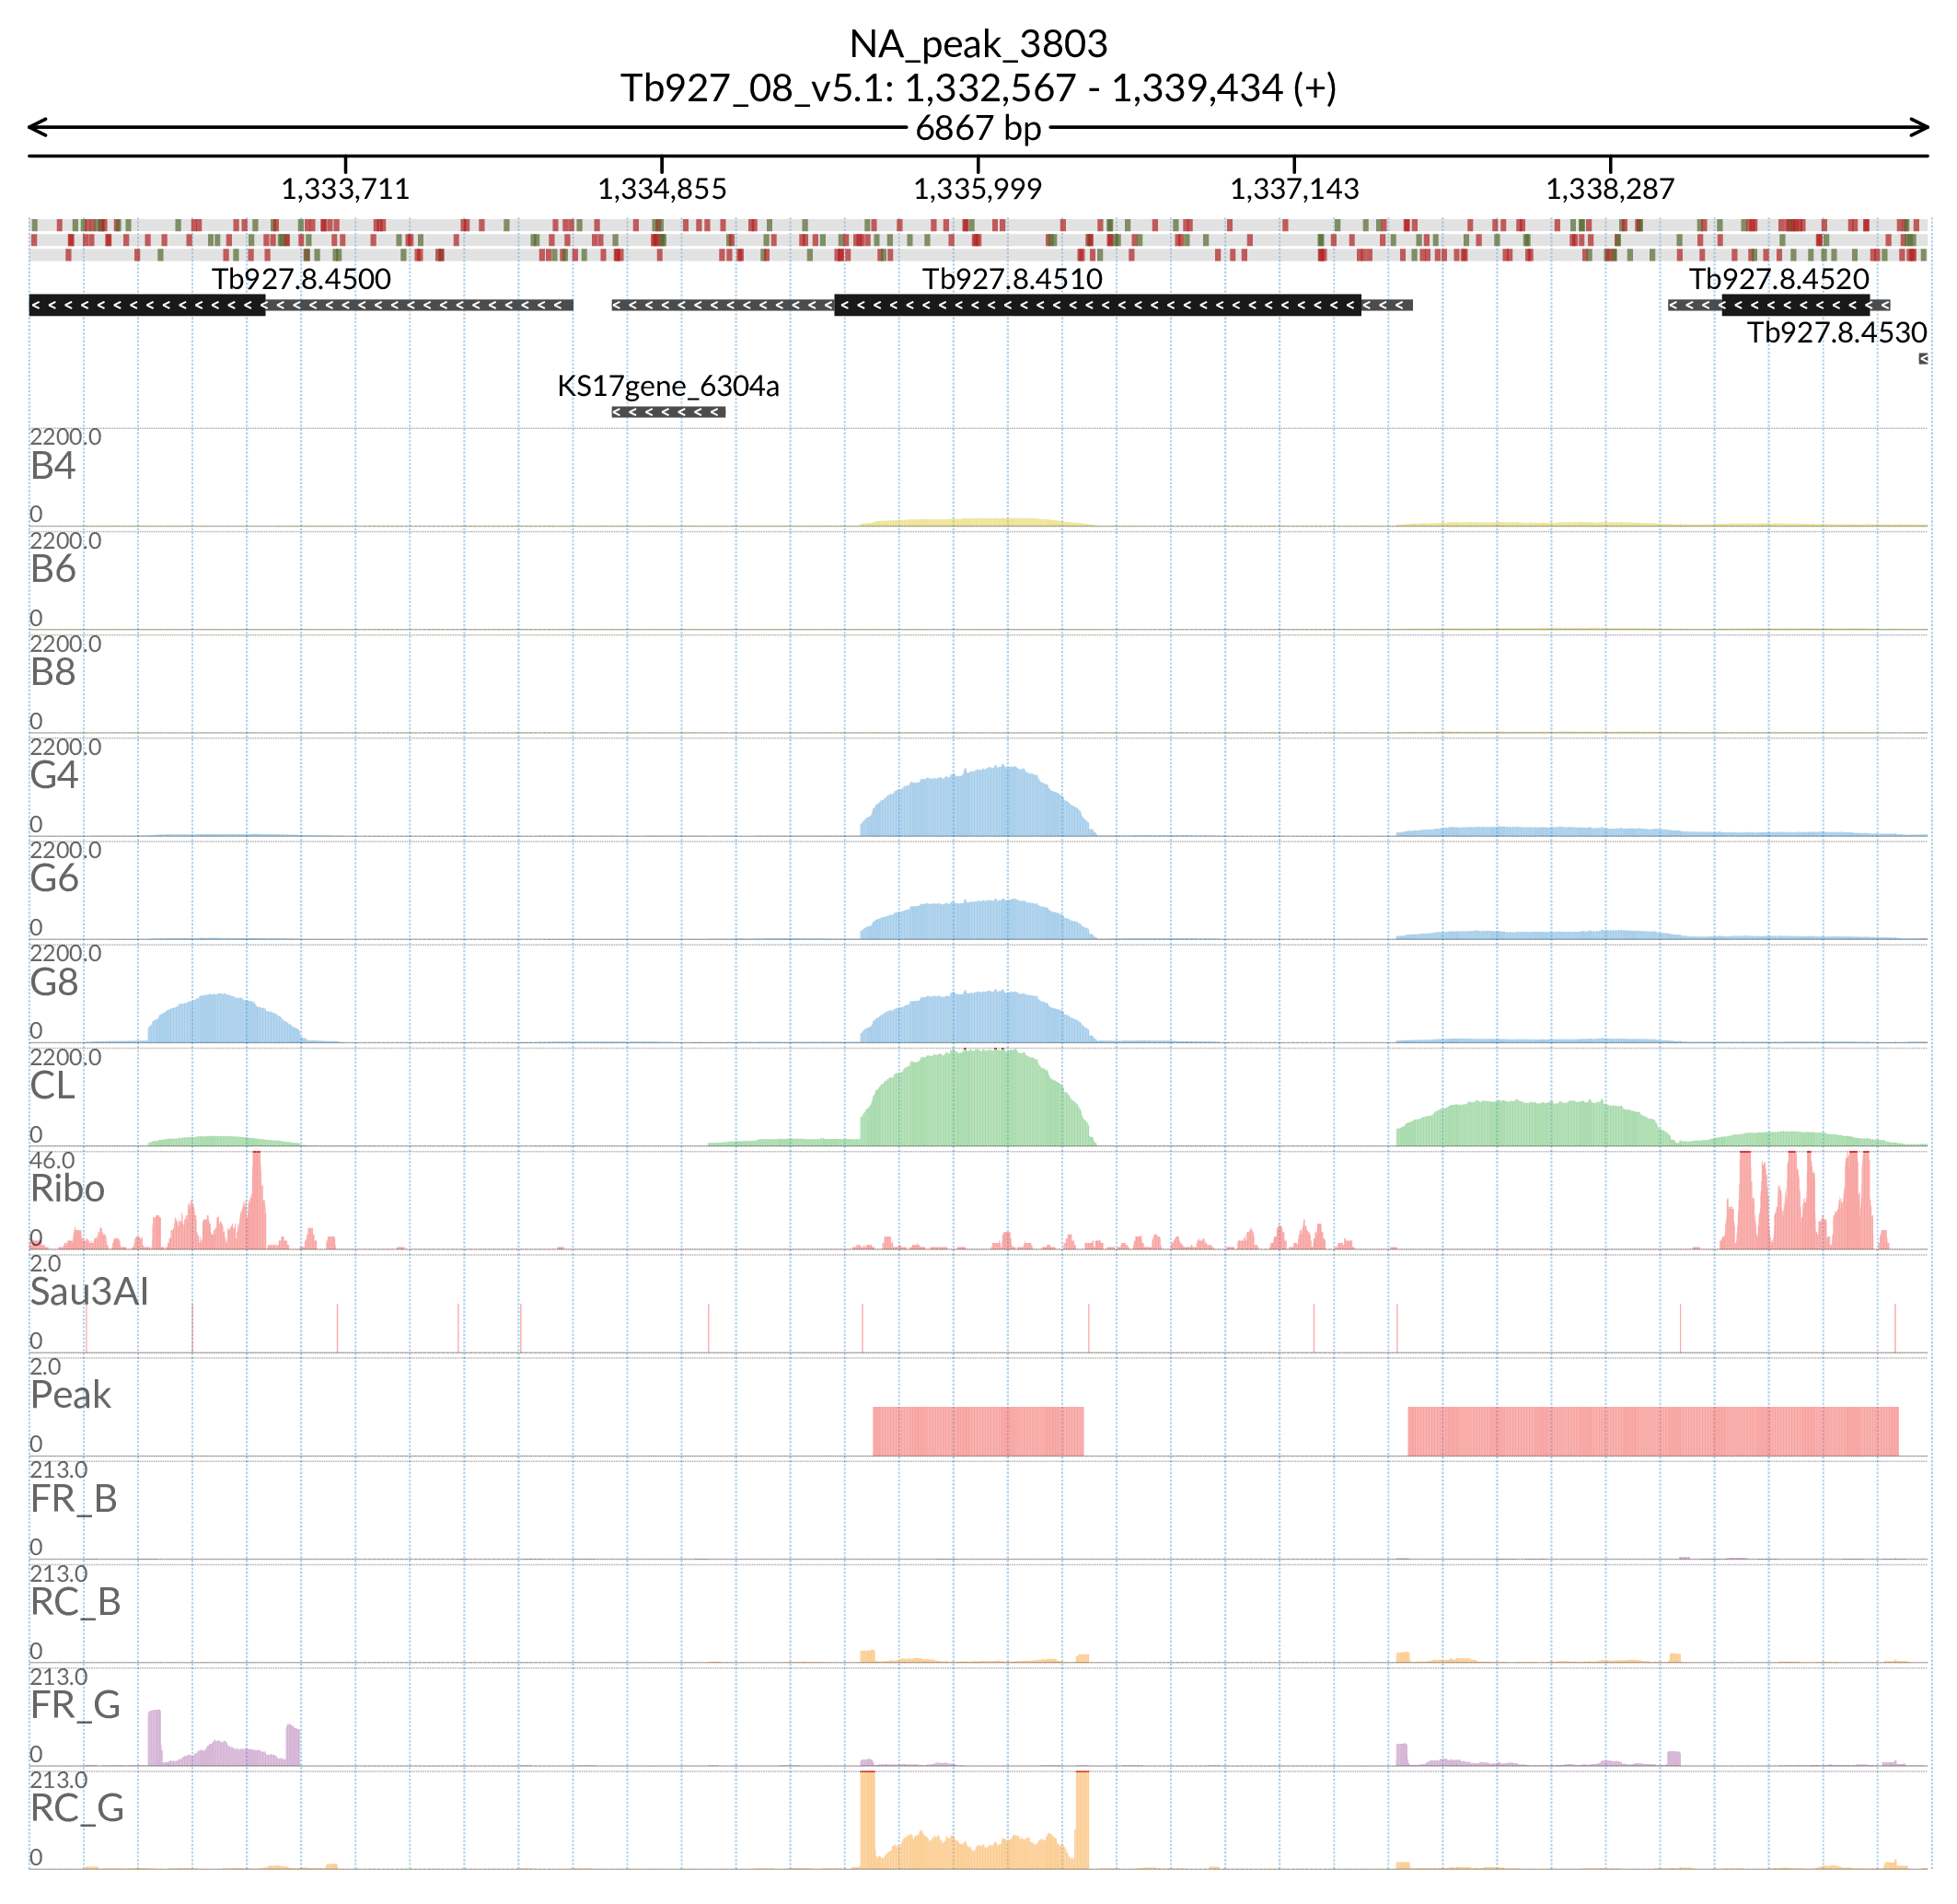 NA_peak_3803
Tb927_08_v5.1: 1,332,567 - 1,339,434 (+)
6867 bp
1,333,711 1,334,855 1,335,999 1,337,143 1,338,287
Tb927.8.4500 Tb927.8.4510 Tb927.8.4520
Tb927.8.4530
KS17gene_6304a
2200.0
B4
0
2200.0
B6
0
2200.0
B8
0
2200.0
G4
0
2200.0
G6
0
2200.0
G8
0
2200.0
CL
0
46.0
Ribo
0
2.0
Sau3AI
0
2.0
Peak
0
213.0
FR_B
0
213.0
RC_B
0
213.0
FR_G
0
213.0
RC_G
0